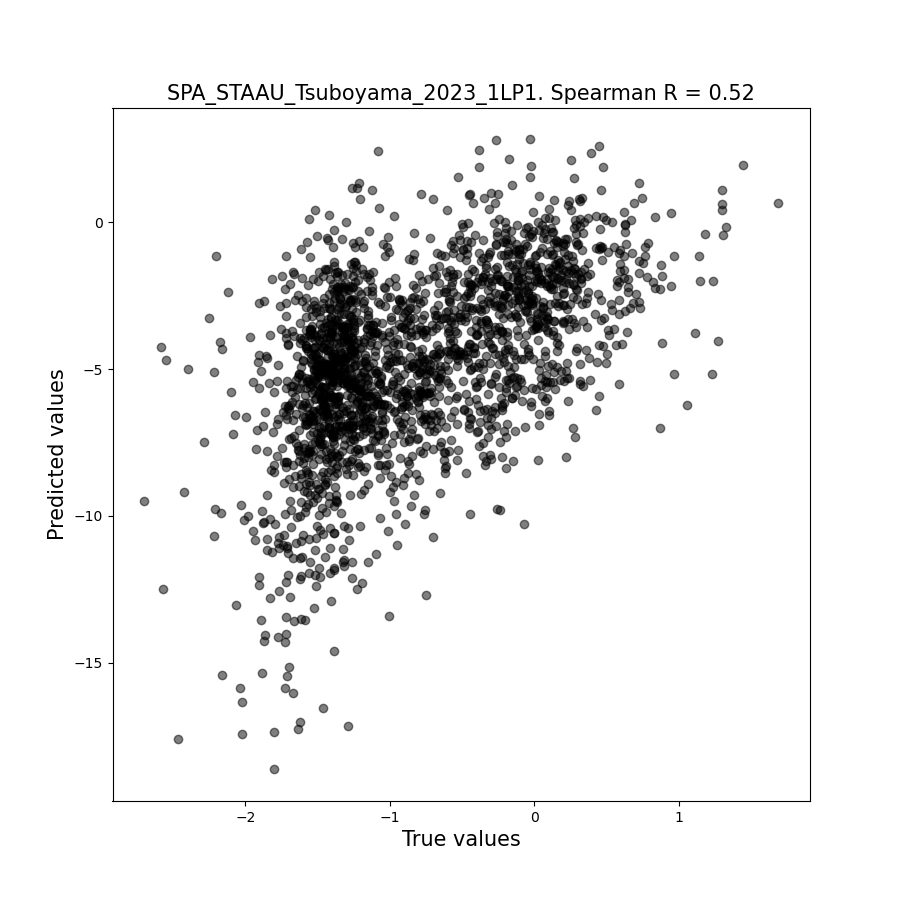 SPA_STAAU_Tsuboyama_2023_1LP1. Spearman R = 0.52
0
−5
−10
−15
Predicted values
−2
−1
0
1
True values